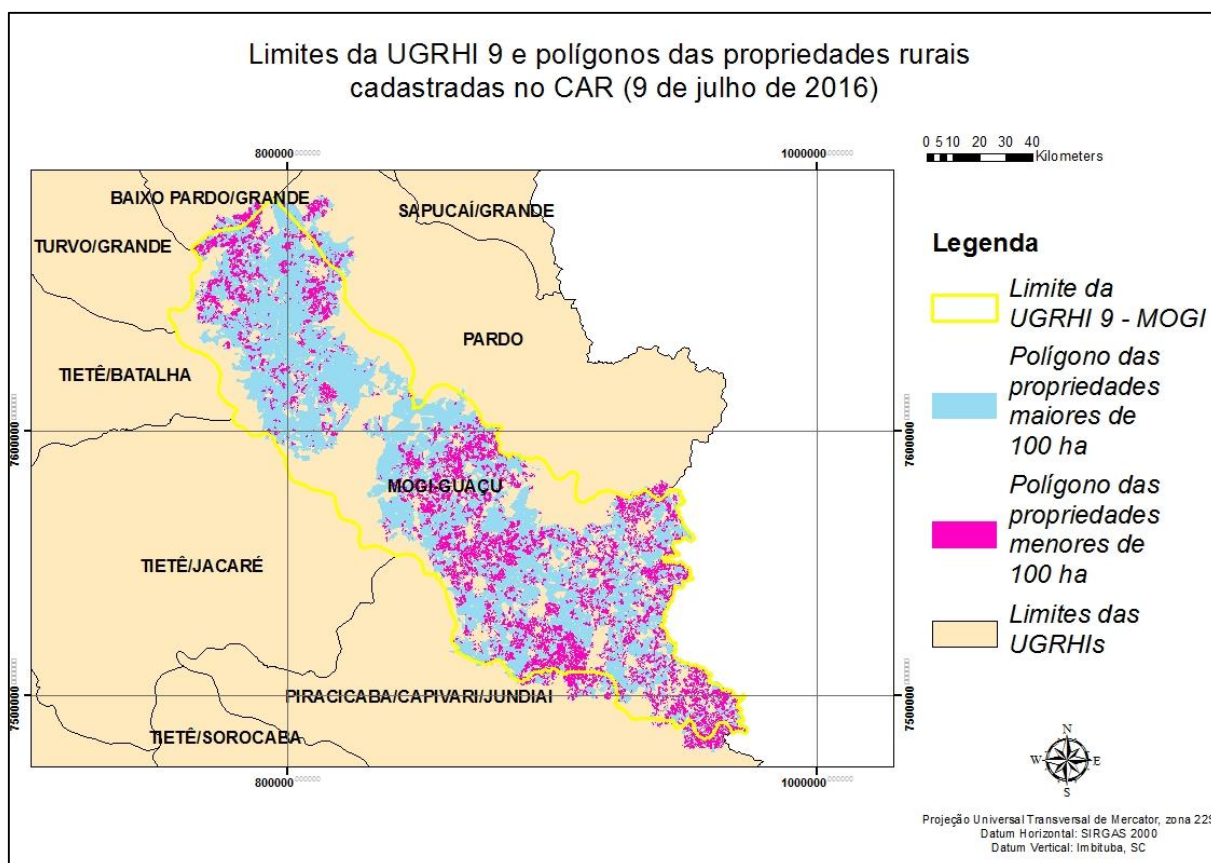 Limites da UGRHI 9 e polígonos das propriedades rurais
cadastradas no CAR (9 de julho de 2016)
0 5 10 20 30 40
Kilometers
800000
1000000
BAIXO PARDO/GRANDE
SAPUCAÍ/GRANDE
TURVO/GRANDE
PARDO
TIETÊ/BATALHA
7600000
7600000
MOGI-GUAÇU
TIETÊ/JACARÉ
PIRACICABA/CAPIVARI/JUNDIAI
7500000
7500000
TIETÊ/SOROCABA
800000
1000000
Legenda
Limite da
UGRHI 9 - MOGI
Polígono das
propriedades
maiores de
100 ha
Polígono das
propriedades
menores de
100 ha
Limites das
UGRHIs
N
W E
S
Projeção Universal Transversal de Mercator, zona 22S
Datum Horizontal: SIRGAS 2000
Datum Vertical: Imbituba, SC